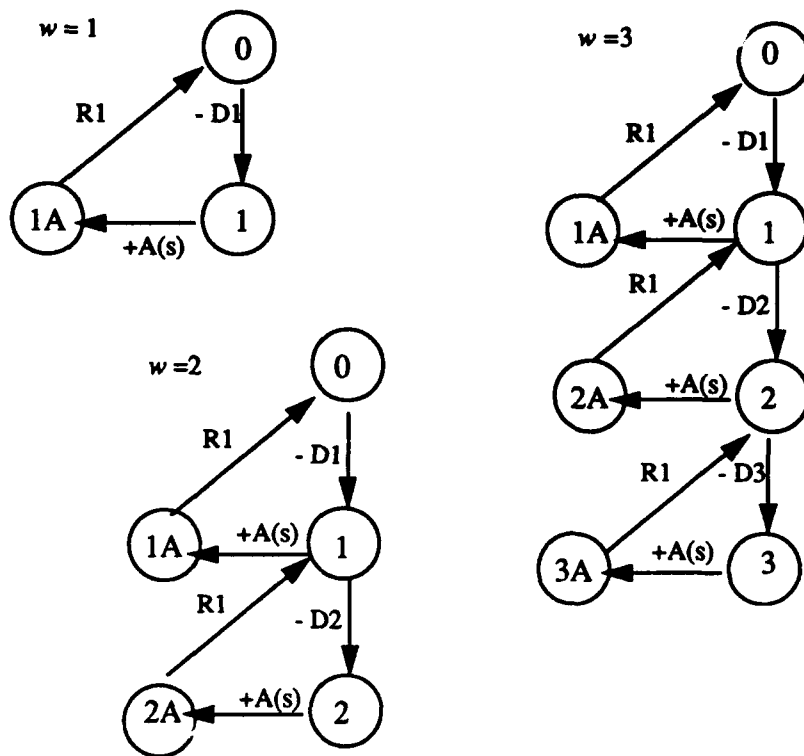 w = 1
0
R1
- D1
1A
+A(s)
1
w =2
0
R1
- D1
1A
+A(s)
1
R1
- D2
2A
+A(s)
2
w =3
0
R1
- D1
1A
+A(s)
1
R1
- D2
2A
+A(s)
2
R1
- D3
3A
+A(s)
3